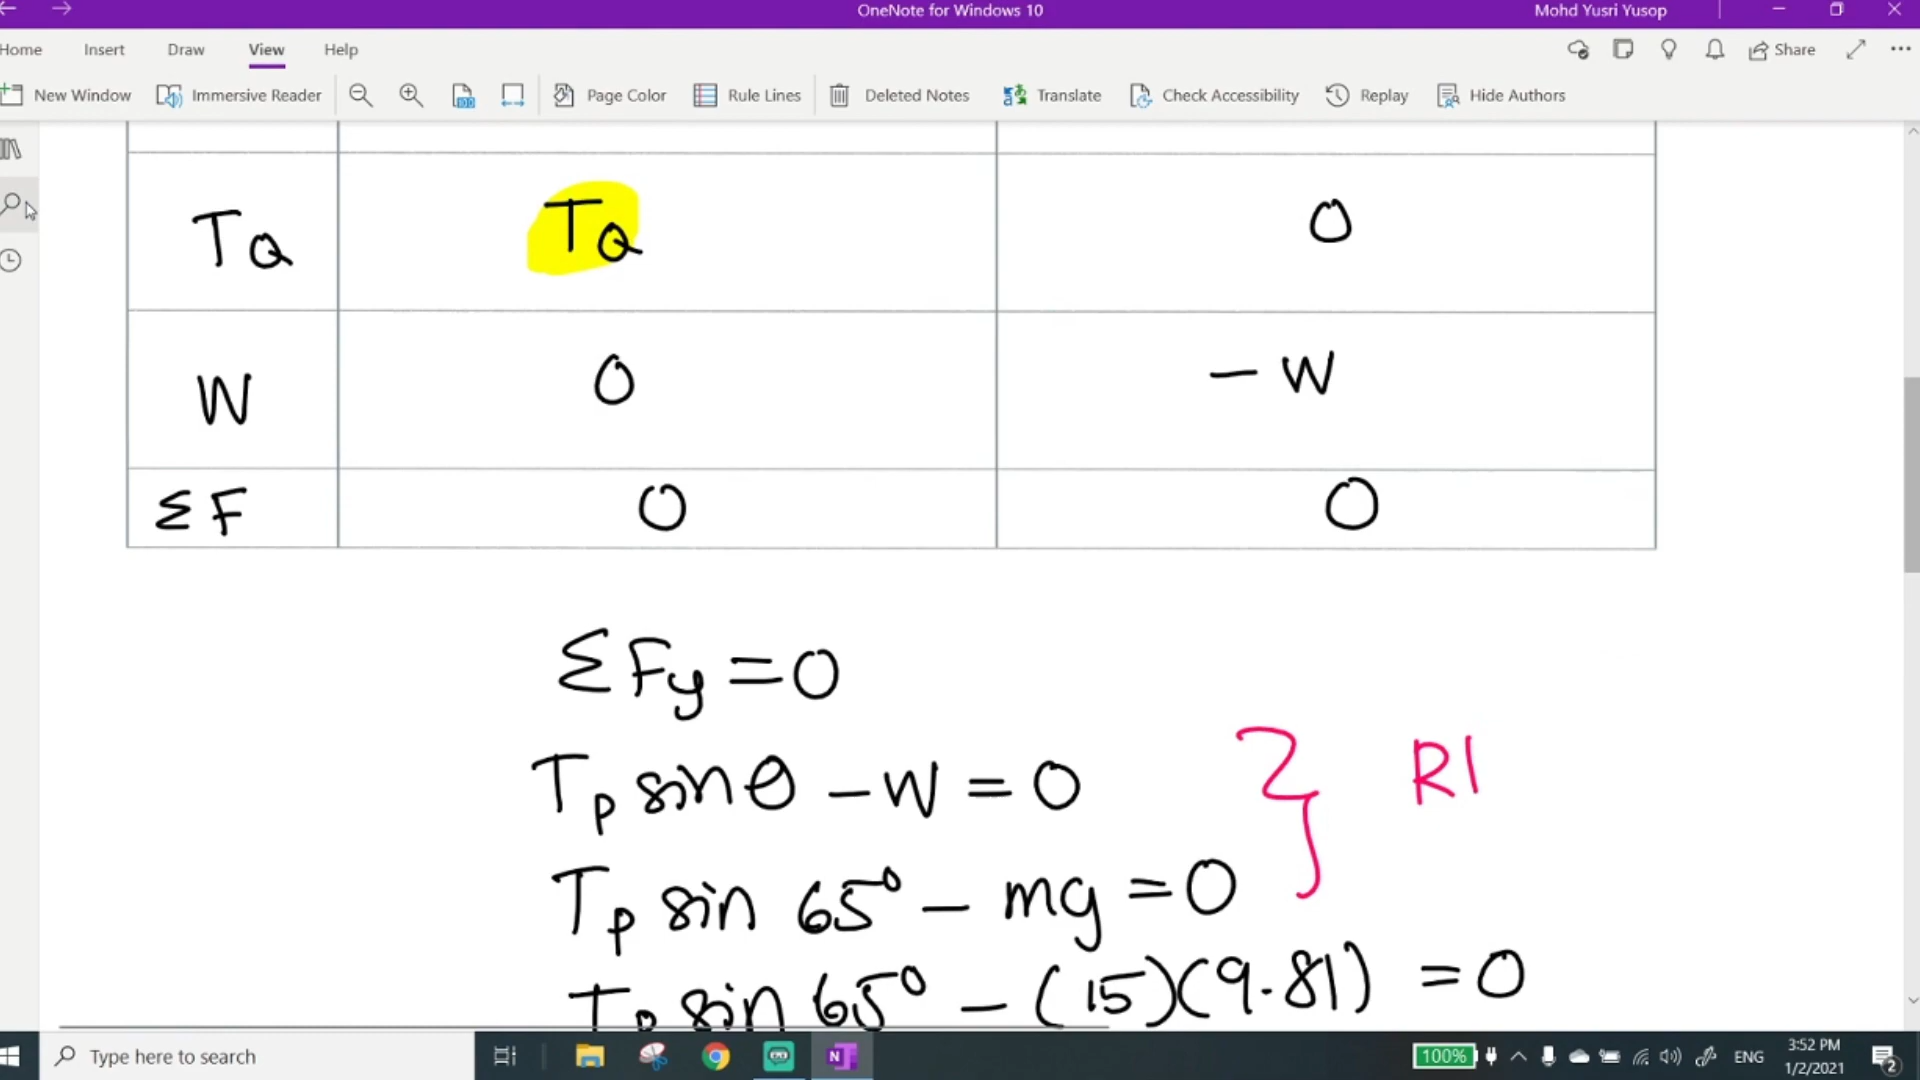 OneNote for Windows 10
Mohd Yusri Yusop
Home Insert Draw View Help
Share
New Window Immersive Reader Page Color Rule Lines Deleted Notes Translate Check Accessibility Replay Hide Authors
TQ TQ 0
W 0 - W
ΣF 0 0
ΣFy = 0
Tp sin θ - W = 0
R1
Tp sin 65° - mg = 0
Tp sin 65° - (15)(9.81) = 0
Type here to search
100%
ENG
3:52 PM
1/2/2021
2